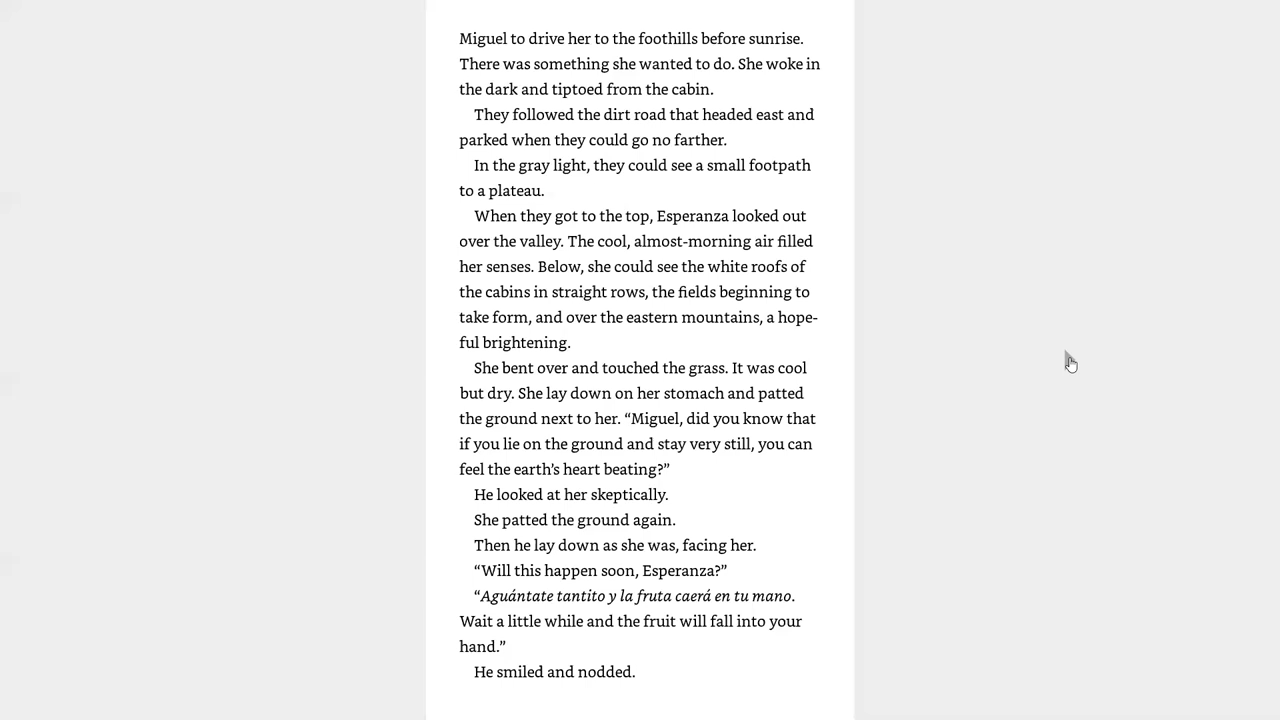 Miguel to drive her to the foothills before sunrise.
There was something she wanted to do. She woke in
the dark and tiptoed from the cabin.
They followed the dirt road that headed east and
parked when they could go no farther.
In the gray light, they could see a small footpath
to a plateau.
When they got to the top, Esperanza looked out
over the valley. The cool, almost-morning air filled
her senses. Below, she could see the white roofs of
the cabins in straight rows, the fields beginning to
take form, and over the eastern mountains, a hope-
ful brightening.
She bent over and touched the grass. It was cool
but dry. She lay down on her stomach and patted
the ground next to her. “Miguel, did you know that
if you lie on the ground and stay very still, you can
feel the earth’s heart beating?”
He looked at her skeptically.
She patted the ground again.
Then he lay down as she was, facing her.
“Will this happen soon, Esperanza?”
“Aguántate tantito y la fruta caerá en tu mano.
Wait a little while and the fruit will fall into your
hand.”
He smiled and nodded.